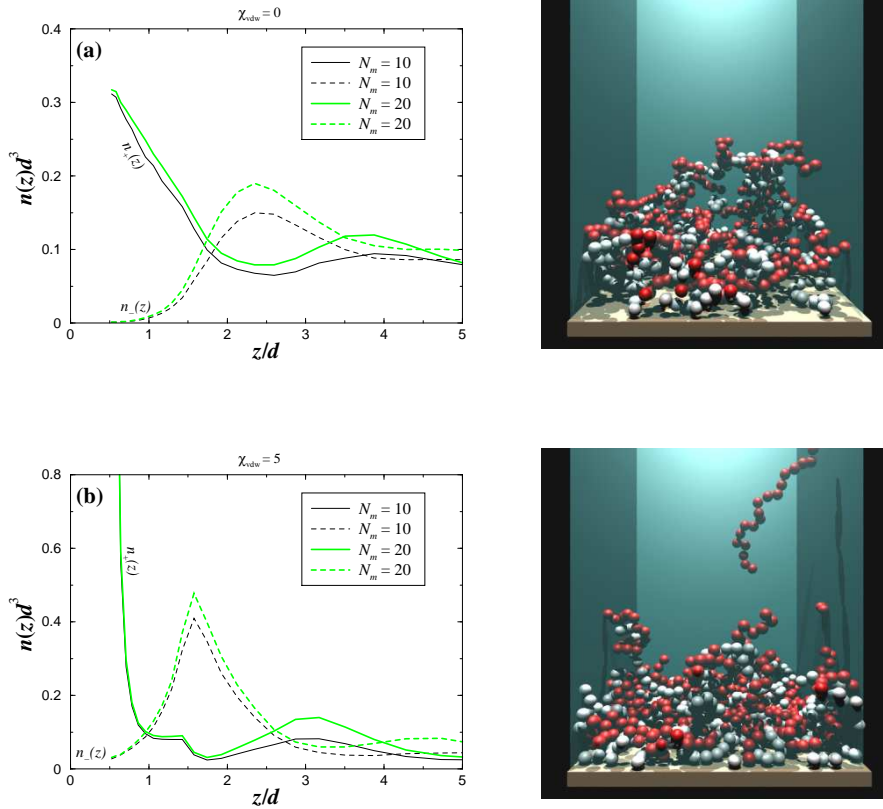 χvdw = 0
(a)
Nm = 10
Nm = 10
Nm = 20
Nm = 20
n+(z)
n−(z)
n(z)d³
0.4
0.3
0.2
0.1
0
0 1 2 3 4 5
z/d
χvdw = 5
(b)
Nm = 10
Nm = 10
Nm = 20
Nm = 20
n+(z)
n−(z)
n(z)d³
0.8
0.6
0.4
0.2
0
0 1 2 3 4 5
z/d